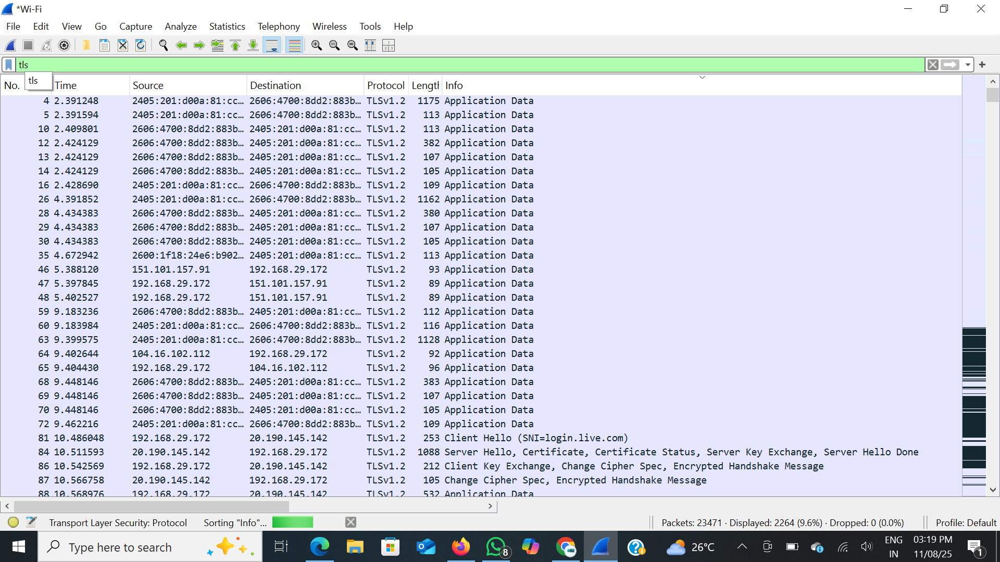 *Wi-Fi
File Edit View Go Capture Analyze Statistics Telephony Wireless Tools Help
tls
tls
No. Time Source Destination Protocol Length Info
4 2.391248 2405:201:d00a:81:cc… 2606:4700:8dd2:883b… TLSv1.2 1175 Application Data
5 2.391594 2405:201:d00a:81:cc… 2606:4700:8dd2:883b… TLSv1.2 113 Application Data
10 2.409801 2606:4700:8dd2:883b… 2405:201:d00a:81:cc… TLSv1.2 113 Application Data
12 2.424129 2606:4700:8dd2:883b… 2405:201:d00a:81:cc… TLSv1.2 382 Application Data
13 2.424129 2606:4700:8dd2:883b… 2405:201:d00a:81:cc… TLSv1.2 107 Application Data
14 2.424129 2606:4700:8dd2:883b… 2405:201:d00a:81:cc… TLSv1.2 105 Application Data
16 2.428690 2405:201:d00a:81:cc… 2606:4700:8dd2:883b… TLSv1.2 109 Application Data
26 4.391852 2405:201:d00a:81:cc… 2606:4700:8dd2:883b… TLSv1.2 1162 Application Data
28 4.434383 2606:4700:8dd2:883b… 2405:201:d00a:81:cc… TLSv1.2 380 Application Data
29 4.434383 2606:4700:8dd2:883b… 2405:201:d00a:81:cc… TLSv1.2 107 Application Data
30 4.434383 2606:4700:8dd2:883b… 2405:201:d00a:81:cc… TLSv1.2 105 Application Data
35 4.672942 2600:1f18:24e6:b902… 2405:201:d00a:81:cc… TLSv1.2 113 Application Data
46 5.388120 151.101.157.91 192.168.29.172 TLSv1.2 93 Application Data
47 5.397845 192.168.29.172 151.101.157.91 TLSv1.2 89 Application Data
48 5.402527 192.168.29.172 151.101.157.91 TLSv1.2 89 Application Data
59 9.183236 2606:4700:8dd2:883b… 2405:201:d00a:81:cc… TLSv1.2 112 Application Data
60 9.183984 2405:201:d00a:81:cc… 2606:4700:8dd2:883b… TLSv1.2 116 Application Data
63 9.399575 2405:201:d00a:81:cc… 2606:4700:8dd2:883b… TLSv1.2 1128 Application Data
64 9.402644 104.16.102.112 192.168.29.172 TLSv1.2 92 Application Data
65 9.404430 192.168.29.172 104.16.102.112 TLSv1.2 96 Application Data
68 9.448146 2606:4700:8dd2:883b… 2405:201:d00a:81:cc… TLSv1.2 383 Application Data
69 9.448146 2606:4700:8dd2:883b… 2405:201:d00a:81:cc… TLSv1.2 107 Application Data
70 9.448146 2606:4700:8dd2:883b… 2405:201:d00a:81:cc… TLSv1.2 105 Application Data
72 9.462216 2405:201:d00a:81:cc… 2606:4700:8dd2:883b… TLSv1.2 109 Application Data
81 10.486048 192.168.29.172 20.190.145.142 TLSv1.2 253 Client Hello (SNI=login.live.com)
84 10.511593 20.190.145.142 192.168.29.172 TLSv1.2 1088 Server Hello, Certificate, Certificate Status, Server Key Exchange, Server Hello Done
86 10.542569 192.168.29.172 20.190.145.142 TLSv1.2 212 Client Key Exchange, Change Cipher Spec, Encrypted Handshake Message
87 10.566758 20.190.145.142 192.168.29.172 TLSv1.2 105 Change Cipher Spec, Encrypted Handshake Message
88 10.568976 192.168.29.172 20.190.145.142 TLSv1.2 532 Application Data
Transport Layer Security: Protocol Sorting "Info"… Packets: 23471 · Displayed: 2264 (9.6%) · Dropped: 0 (0.0%) Profile: Default
Type here to search 8 26°C ENG IN 03:19 PM 11/08/25 1